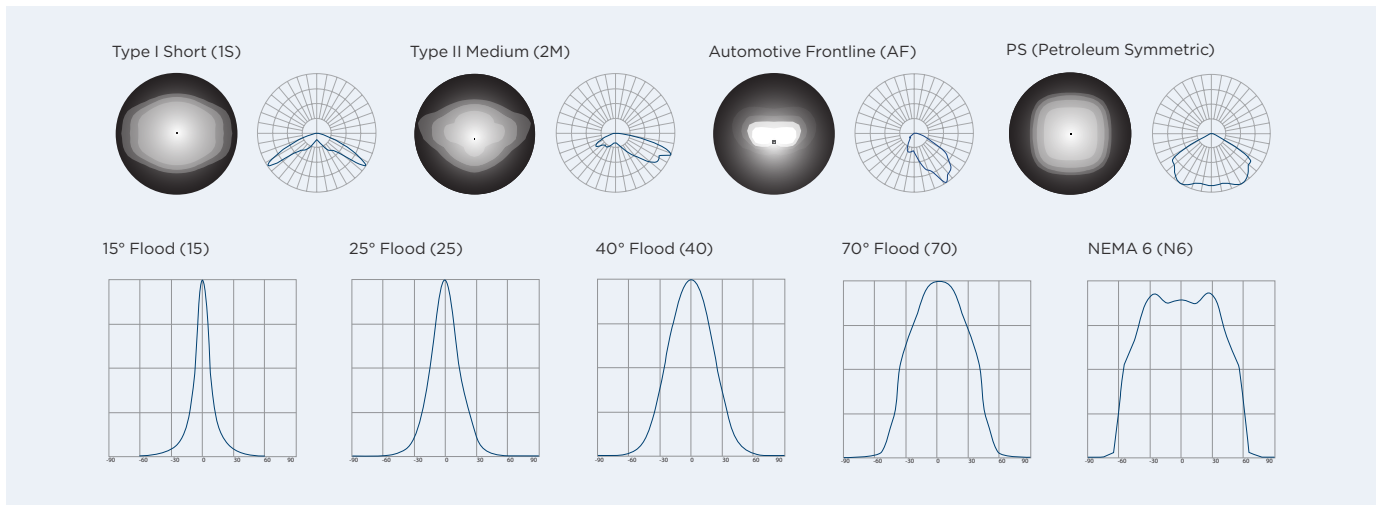 Type I Short (1S) Type II Medium (2M) Automotive Frontline (AF) PS (Petroleum Symmetric)
15° Flood (15) 25° Flood (25) 40° Flood (40) 70° Flood (70) NEMA 6 (N6)
-90 -60 -30 0 30 60 90 -90 -60 -30 0 30 60 90 -90 -60 -30 0 30 60 90 -90 -60 -30 0 30 60 90 -90 -60 -30 0 30 60 90